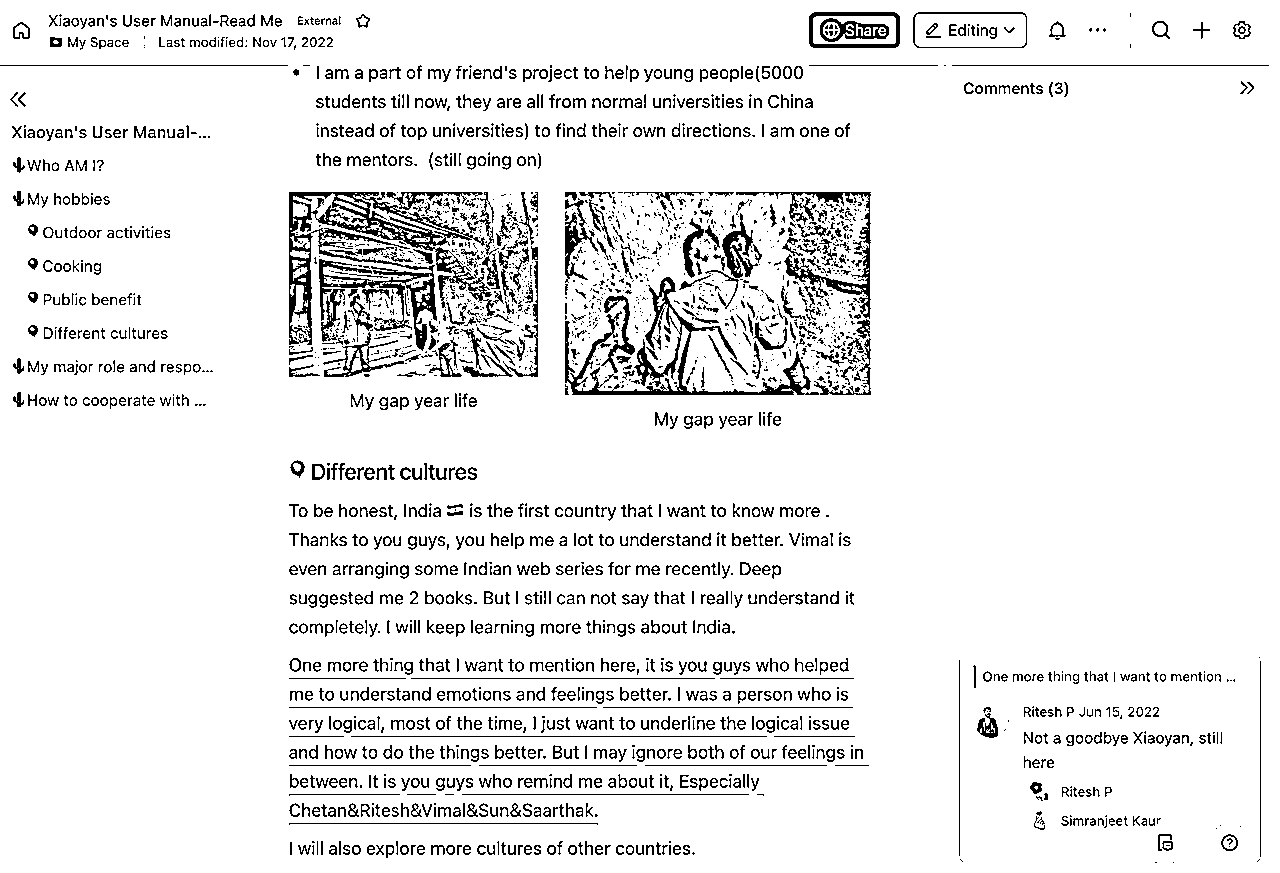 Xiaoyan's User Manual-Read Me External
My Space Last modified: Nov 17, 2022
Share
Editing
Xiaoyan's User Manual-...
Who AM I?
My hobbies
Outdoor activities
Cooking
Public benefit
Different cultures
My major role and respo...
How to cooperate with ...
• I am a part of my friend's project to help young people(5000
students till now, they are all from normal universities in China
instead of top universities) to find their own directions. I am one of
the mentors. (still going on)
My gap year life
My gap year life
Different cultures
To be honest, India is the first country that I want to know more .
Thanks to you guys, you help me a lot to understand it better. Vimal is
even arranging some Indian web series for me recently. Deep
suggested me 2 books. But I still can not say that I really understand it
completely. I will keep learning more things about India.
One more thing that I want to mention here, it is you guys who helped
me to understand emotions and feelings better. I was a person who is
very logical, most of the time, I just want to underline the logical issue
and how to do the things better. But I may ignore both of our feelings in
between. It is you guys who remind me about it, Especially
Chetan&Ritesh&Vimal&Sun&Saarthak.
I will also explore more cultures of other countries.
Comments (3)
One more thing that I want to mention ...
Ritesh P Jun 15, 2022
Not a goodbye Xiaoyan, still
here
Ritesh P
Simranjeet Kaur